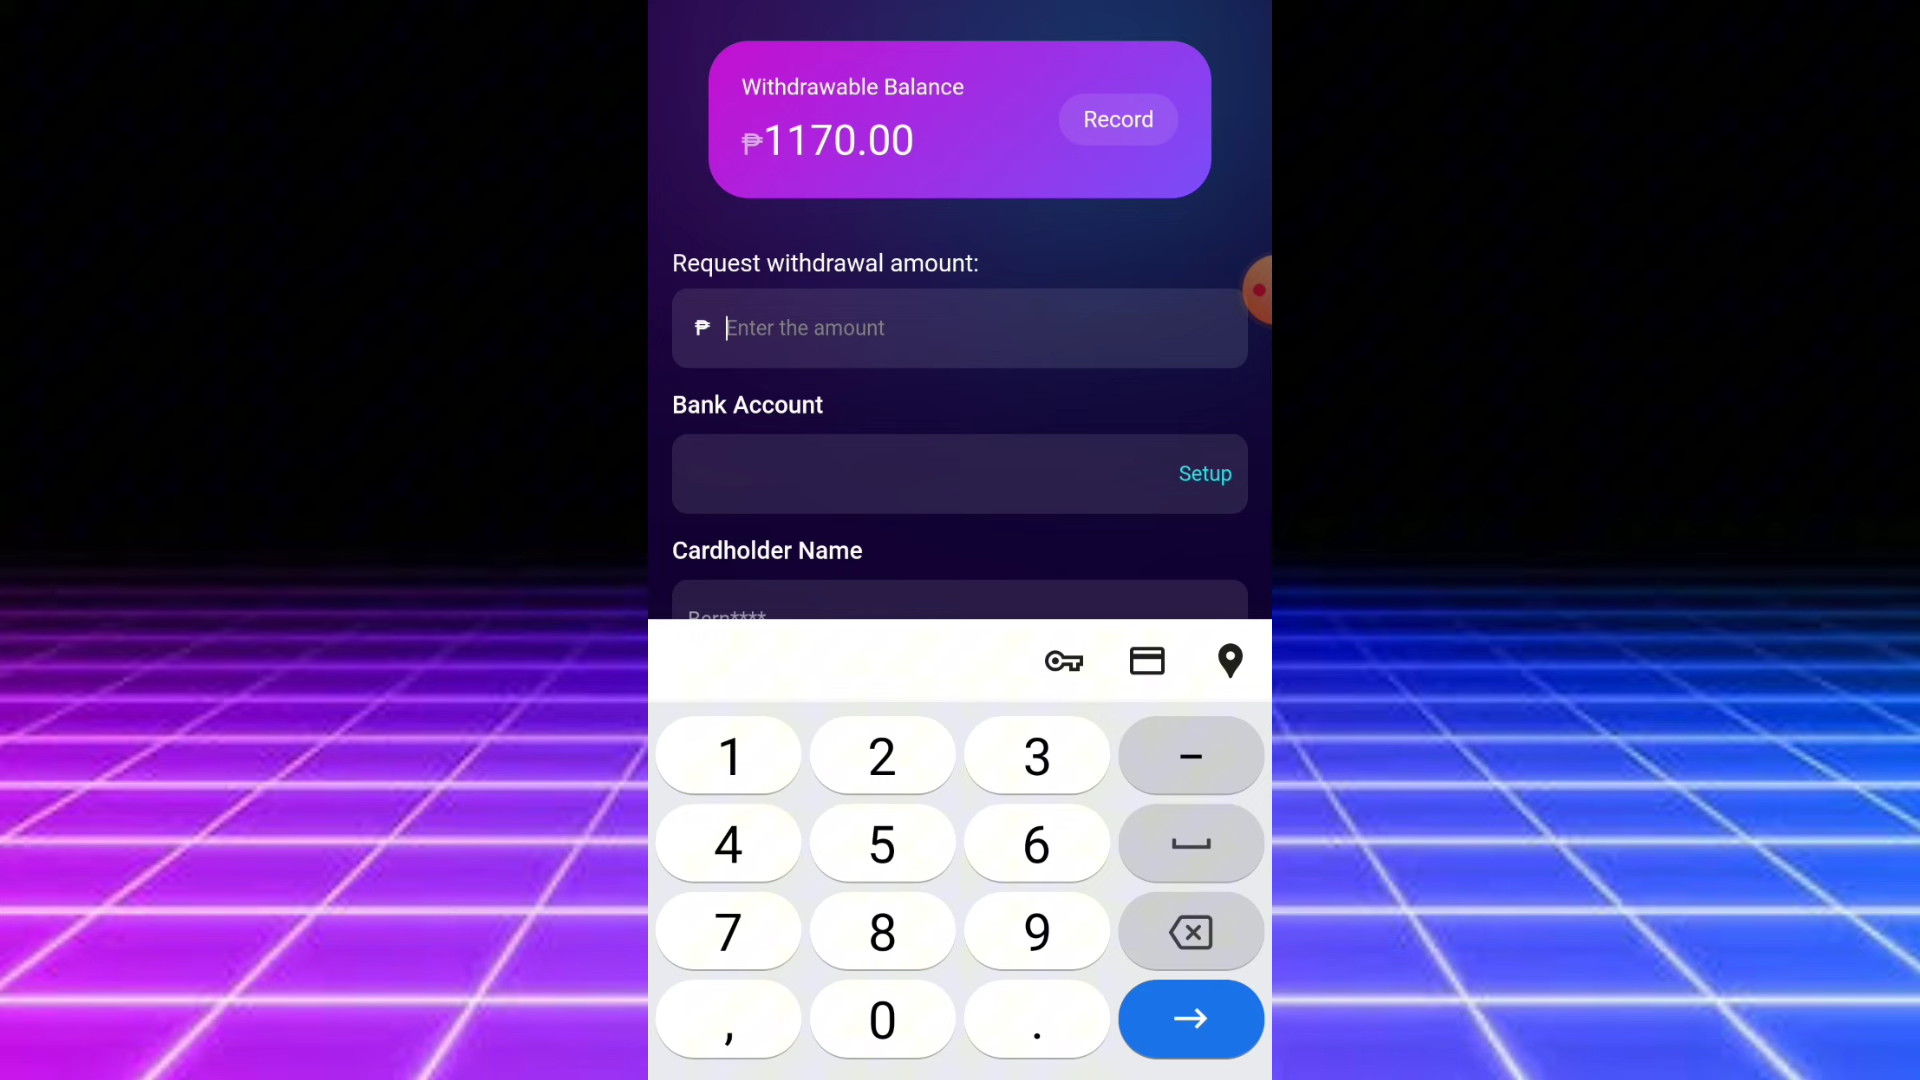 Withdrawable Balance
₱1170.00
Record
Request withdrawal amount:
₱ Enter the amount
Bank Account
Setup
Cardholder Name
Bern****
1 2 3 –
4 5 6
7 8 9
, 0 .